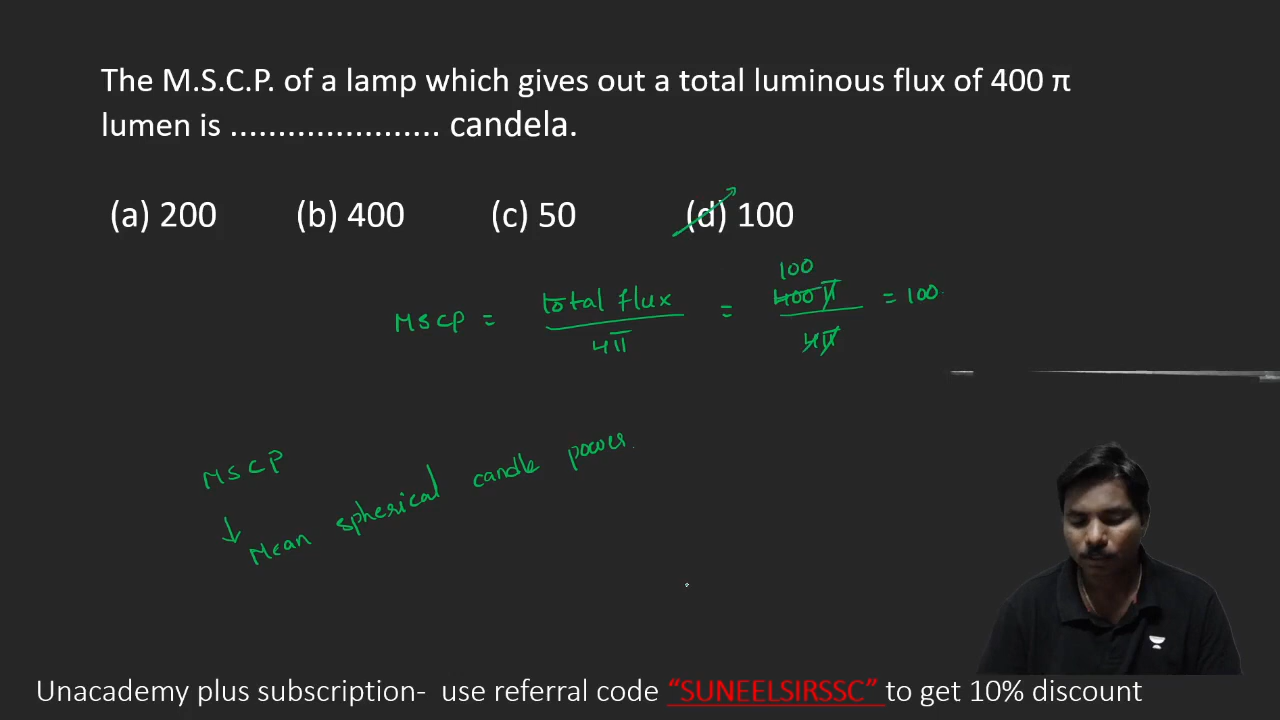 The M.S.C.P. of a lamp which gives out a total luminous flux of 400 π
lumen is ...................... candela.
(a) 200 (b) 400 (c) 50 (d) 100
MSCP = total flux / 4π = 400π / 4π = 100
100
MSCP
↓
Mean spherical candle power.
Unacademy plus subscription- use referral code “SUNEELSIRSSC” to get 10% discount